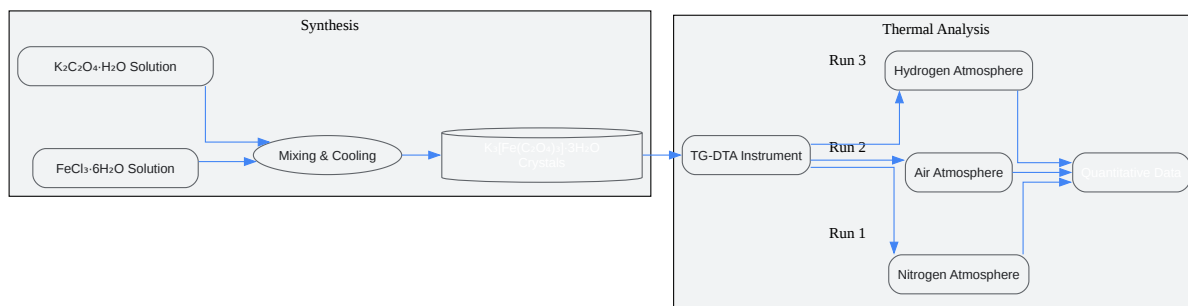 Synthesis
K₂C₂O₄·H₂O Solution
FeCl₃·6H₂O Solution
Mixing & Cooling
K₃[Fe(C₂O₄)₃]·3H₂O
Crystals
Thermal Analysis
TG-DTA Instrument
Run 3
Hydrogen Atmosphere
Run 2
Air Atmosphere
Run 1
Nitrogen Atmosphere
Quantitative Data